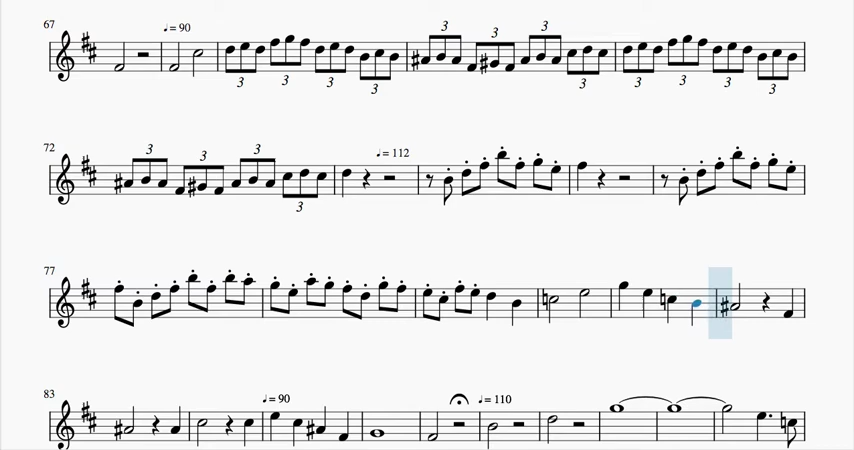 67
♩ = 90
3 3 3 3 3 3 3 3 3 3 3 3
72
♩ = 112
3 3 3 3
77
83
♩ = 90
♩ = 110